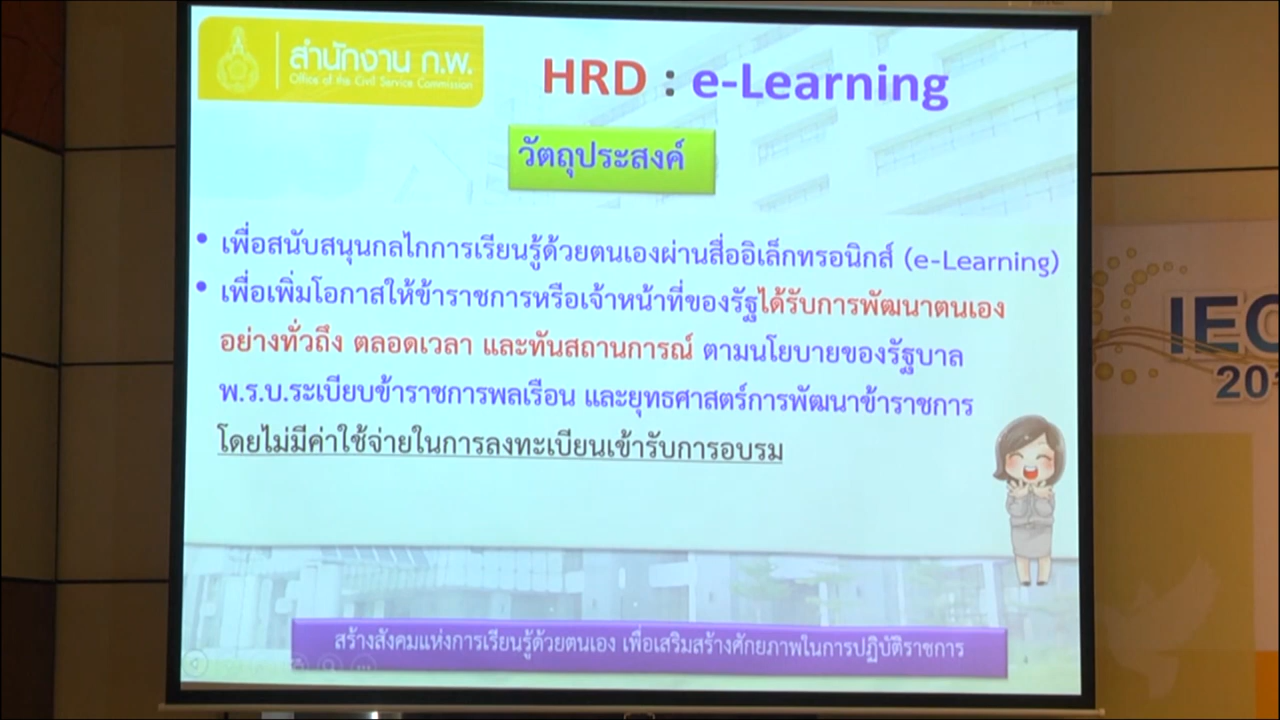 สำนักงาน ก.พ.
Office of the Civil Service Commission
HRD : e-Learning
วัตถุประสงค์
• เพื่อสนับสนุนกลไกการเรียนรู้ด้วยตนเองผ่านสื่ออิเล็กทรอนิกส์ (e-Learning)
• เพื่อเพิ่มโอกาสให้ข้าราชการหรือเจ้าหน้าที่ของรัฐได้รับการพัฒนาตนเอง
อย่างทั่วถึง ตลอดเวลา และทันสถานการณ์ ตามนโยบายของรัฐบาล
พ.ร.บ.ระเบียบข้าราชการพลเรือน และยุทธศาสตร์การพัฒนาข้าราชการ
โดยไม่มีค่าใช้จ่ายในการลงทะเบียนเข้ารับการอบรม
สร้างสังคมแห่งการเรียนรู้ด้วยตนเอง เพื่อเสริมสร้างศักยภาพในการปฏิบัติราชการ